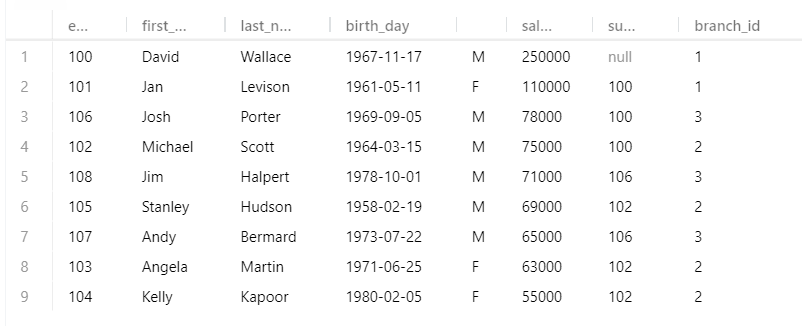 e... first_... last_n... birth_day sal... su... branch_id
1 100 David Wallace 1967-11-17 M 250000 null 1
2 101 Jan Levison 1961-05-11 F 110000 100 1
3 106 Josh Porter 1969-09-05 M 78000 100 3
4 102 Michael Scott 1964-03-15 M 75000 100 2
5 108 Jim Halpert 1978-10-01 M 71000 106 3
6 105 Stanley Hudson 1958-02-19 M 69000 102 2
7 107 Andy Bermard 1973-07-22 M 65000 106 3
8 103 Angela Martin 1971-06-25 F 63000 102 2
9 104 Kelly Kapoor 1980-02-05 F 55000 102 2